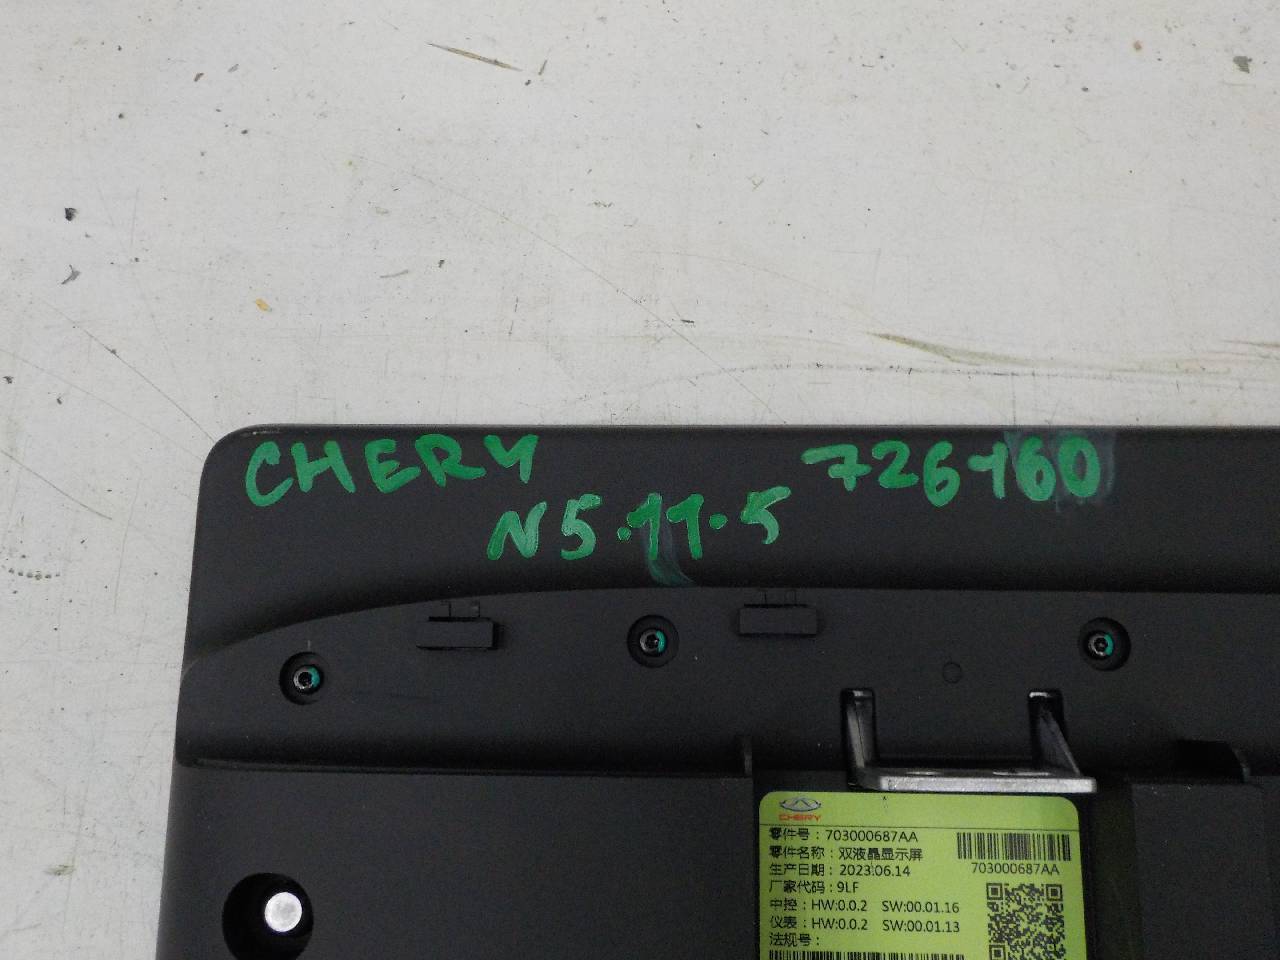 CHERY
726-160
N5.11.5
CHERY
零件号：703000687AA
零件名称：双液晶显示屏
生产日期：2023.06.14
703000687AA
厂家代码：9LF
中控：HW:0.0.2 SW:00.01.16
仪表：HW:0.0.2 SW:00.01.13
法规号：